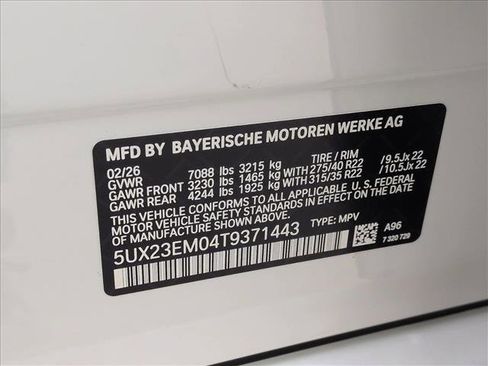 MFD BY BAYERISCHE MOTOREN WERKE AG
02/26 7088 lbs 3215 kg TIRE / RIM
GVWR
GAWR FRONT 3230 lbs 1465 kg WITH 275/40 R22 / 9.5Jx 22
GAWR REAR 4244 lbs 1925 kg WITH 315/35 R22 / 10.5Jx 22
THIS VEHICLE CONFORMS TO ALL APPLICABLE U.S. FEDERAL
MOTOR VEHICLE SAFETY STANDARDS IN EFFECT ON THE DATE OF
MANUFACTURE SHOWN ABOVE.
5UX23EM04T9371443 TYPE: MPV A96
7 320 729